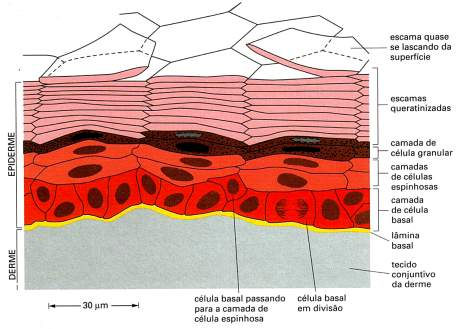 escama quase
se lascando da
superfície
escamas
queratinizadas
camada de
célula granular
camadas
de células
espinhosas
camada
de célula
basal
lâmina
basal
tecido
conjuntivo
da derme
EPIDERME
DERME
30 µm
célula basal passando
para a camada de
célula espinhosa
célula basal
em divisão